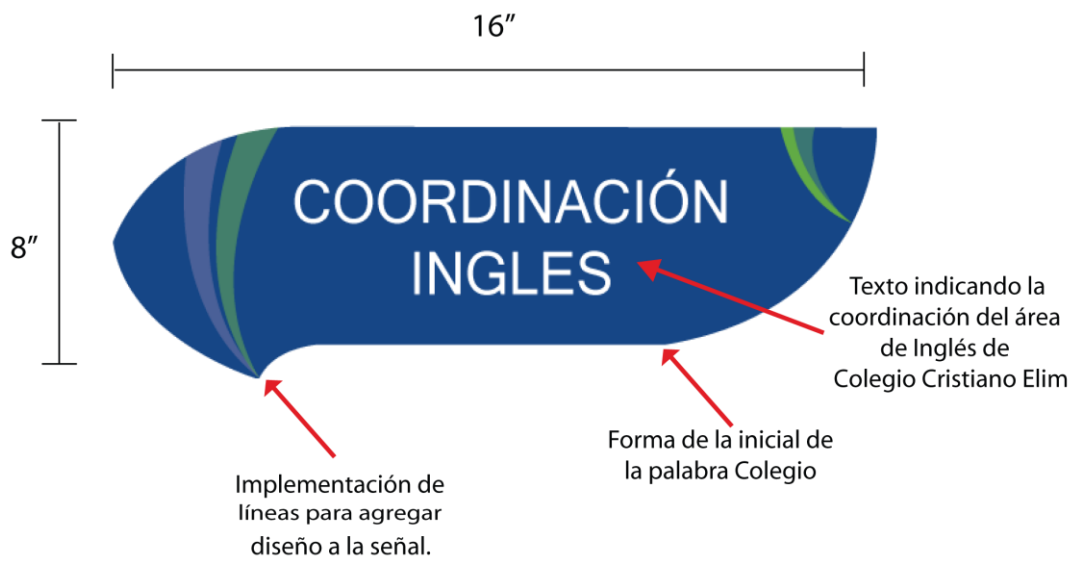 16”
8”
COORDINACIÓN
INGLES
Texto indicando la
coordinación del área
de Inglés de
Colegio Cristiano Elim
Forma de la inicial de
la palabra Colegio
Implementación de
líneas para agregar
diseño a la señal.